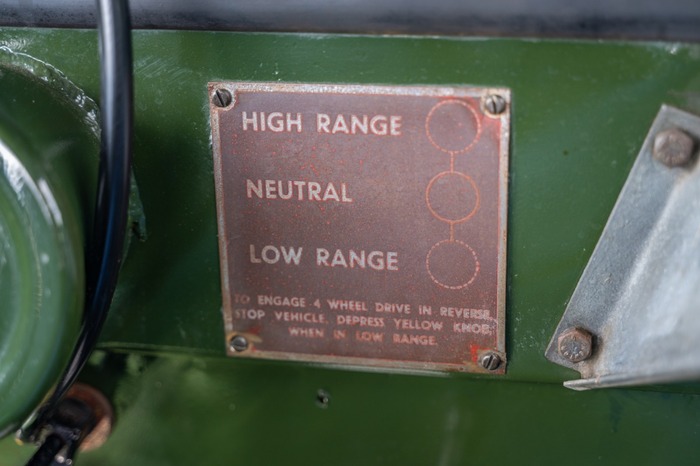 HIGH RANGE
NEUTRAL
LOW RANGE
TO ENGAGE 4 WHEEL DRIVE IN REVERSE,
STOP VEHICLE. DEPRESS YELLOW KNOB,
WHEN IN LOW RANGE.